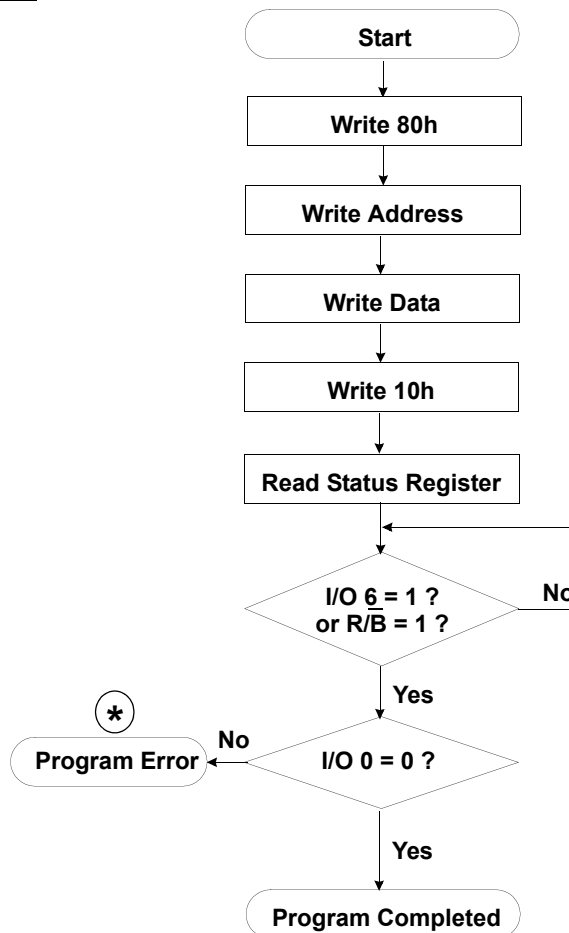 Start
Write 80h
Write Address
Write Data
Write 10h
Read Status Register
I/O 6 = 1 ?
or R/B = 1 ?
No
Yes
*
No
Program Error
I/O 0 = 0 ?
Yes
Program Completed